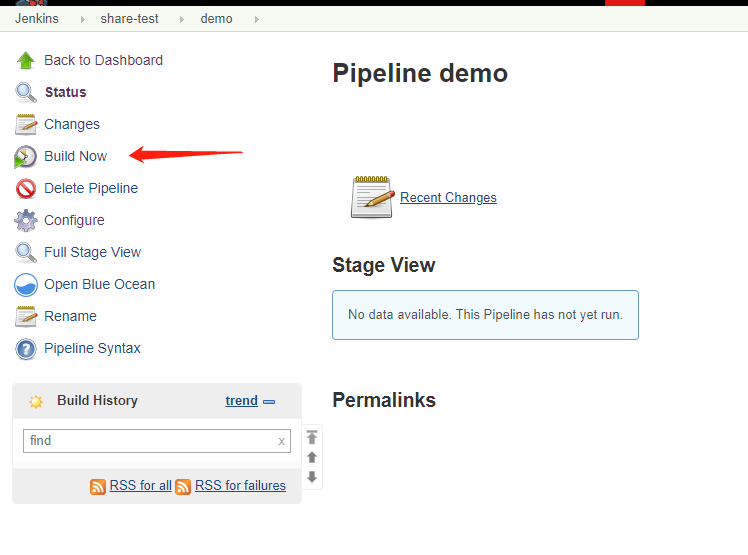 Jenkins share-test demo
Back to Dashboard
Status
Changes
Build Now
Delete Pipeline
Configure
Full Stage View
Open Blue Ocean
Rename
Pipeline Syntax
Build History trend
find x
RSS for all RSS for failures
Pipeline demo
Recent Changes
Stage View
No data available. This Pipeline has not yet run.
Permalinks